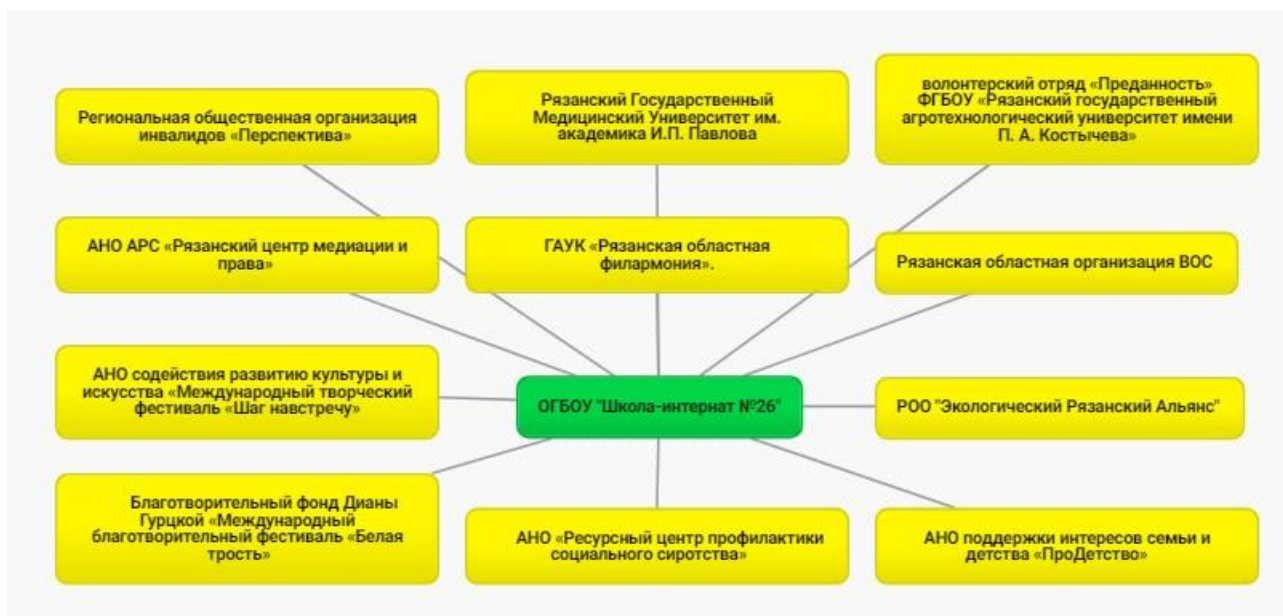 Региональная общественная организация
инвалидов «Перспектива»
Рязанский Государственный
Медицинский Университет им.
академика И.П. Павлова
волонтерский отряд «Преданность»
ФГБОУ «Рязанский государственный
агротехнологический университет имени
П. А. Костычева»
АНО АРС «Рязанский центр медиации и
права»
ГАУК «Рязанская областная
филармония».
Рязанская областная организация ВОС
АНО содействия развитию культуры и
искусства «Международный творческий
фестиваль «Шаг навстречу»
ОГБОУ "Школа-интернат №26"
РОО "Экологический Рязанский Альянс"
Благотворительный фонд Дианы
Гурцкой «Международный
благотворительный фестиваль «Белая
трость»
АНО «Ресурсный центр профилактики
социального сиротства»
АНО поддержки интересов семьи и
детства «ПроДетство»